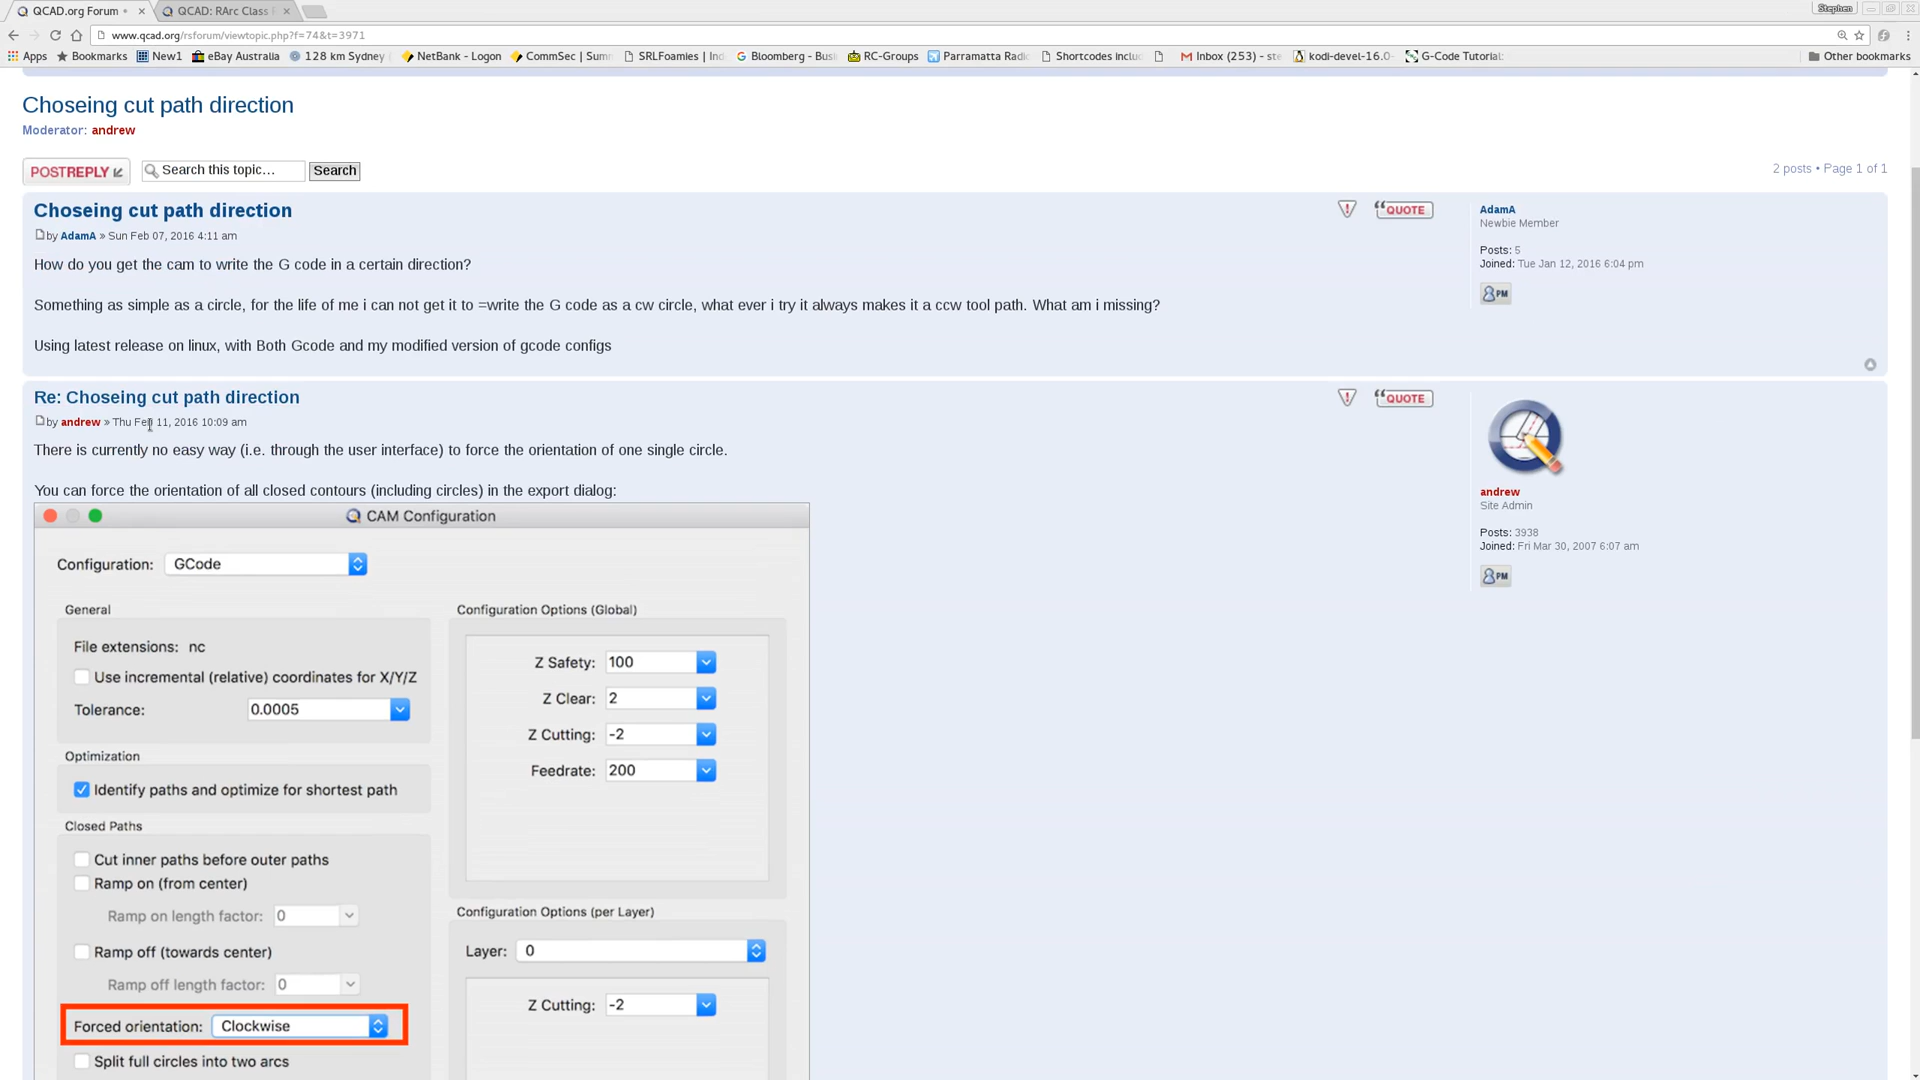 QCAD.org Forum •
QCAD: RArc Class
Stephen
www.qcad.org/rsforum/viewtopic.php?f=74&t=3971
Apps
Bookmarks
New1
eBay Australia
128 km Sydney
NetBank - Logon
CommSec | Sum
SRLFoamies | Ind
Bloomberg - Busi
RC-Groups
Parramatta Rada
Shortcodes includ
Inbox (253) - ste
kodi-devel-16.0-
G-Code Tutorial:
Other bookmarks
Choseing cut path direction
Moderator: andrew
POSTREPLY
Search this topic…
Search
2 posts • Page 1 of 1
Choseing cut path direction
by AdamA » Sun Feb 07, 2016 4:11 am
QUOTE
AdamA
Newbie Member
Posts: 5
Joined: Tue Jan 12, 2016 6:04 pm
PM
How do you get the cam to write the G code in a certain direction?
Something as simple as a circle, for the life of me i can not get it to =write the G code as a cw circle, what ever i try it always makes it a ccw tool path. What am i missing?
Using latest release on linux, with Both Gcode and my modified version of gcode configs
Re: Choseing cut path direction
by andrew » Thu Feb 11, 2016 10:09 am
QUOTE
andrew
Site Admin
Posts: 3938
Joined: Fri Mar 30, 2007 6:07 am
PM
There is currently no easy way (i.e. through the user interface) to force the orientation of one single circle.
You can force the orientation of all closed contours (including circles) in the export dialog:
CAM Configuration
Configuration: GCode
General
File extensions: nc
Use incremental (relative) coordinates for X/Y/Z
Tolerance: 0.0005
Optimization
Identify paths and optimize for shortest path
Closed Paths
Cut inner paths before outer paths
Ramp on (from center)
Ramp on length factor: 0
Ramp off (towards center)
Ramp off length factor: 0
Forced orientation: Clockwise
Split full circles into two arcs
Configuration Options (Global)
Z Safety: 100
Z Clear: 2
Z Cutting: -2
Feedrate: 200
Configuration Options (per Layer)
Layer: 0
Z Cutting: -2